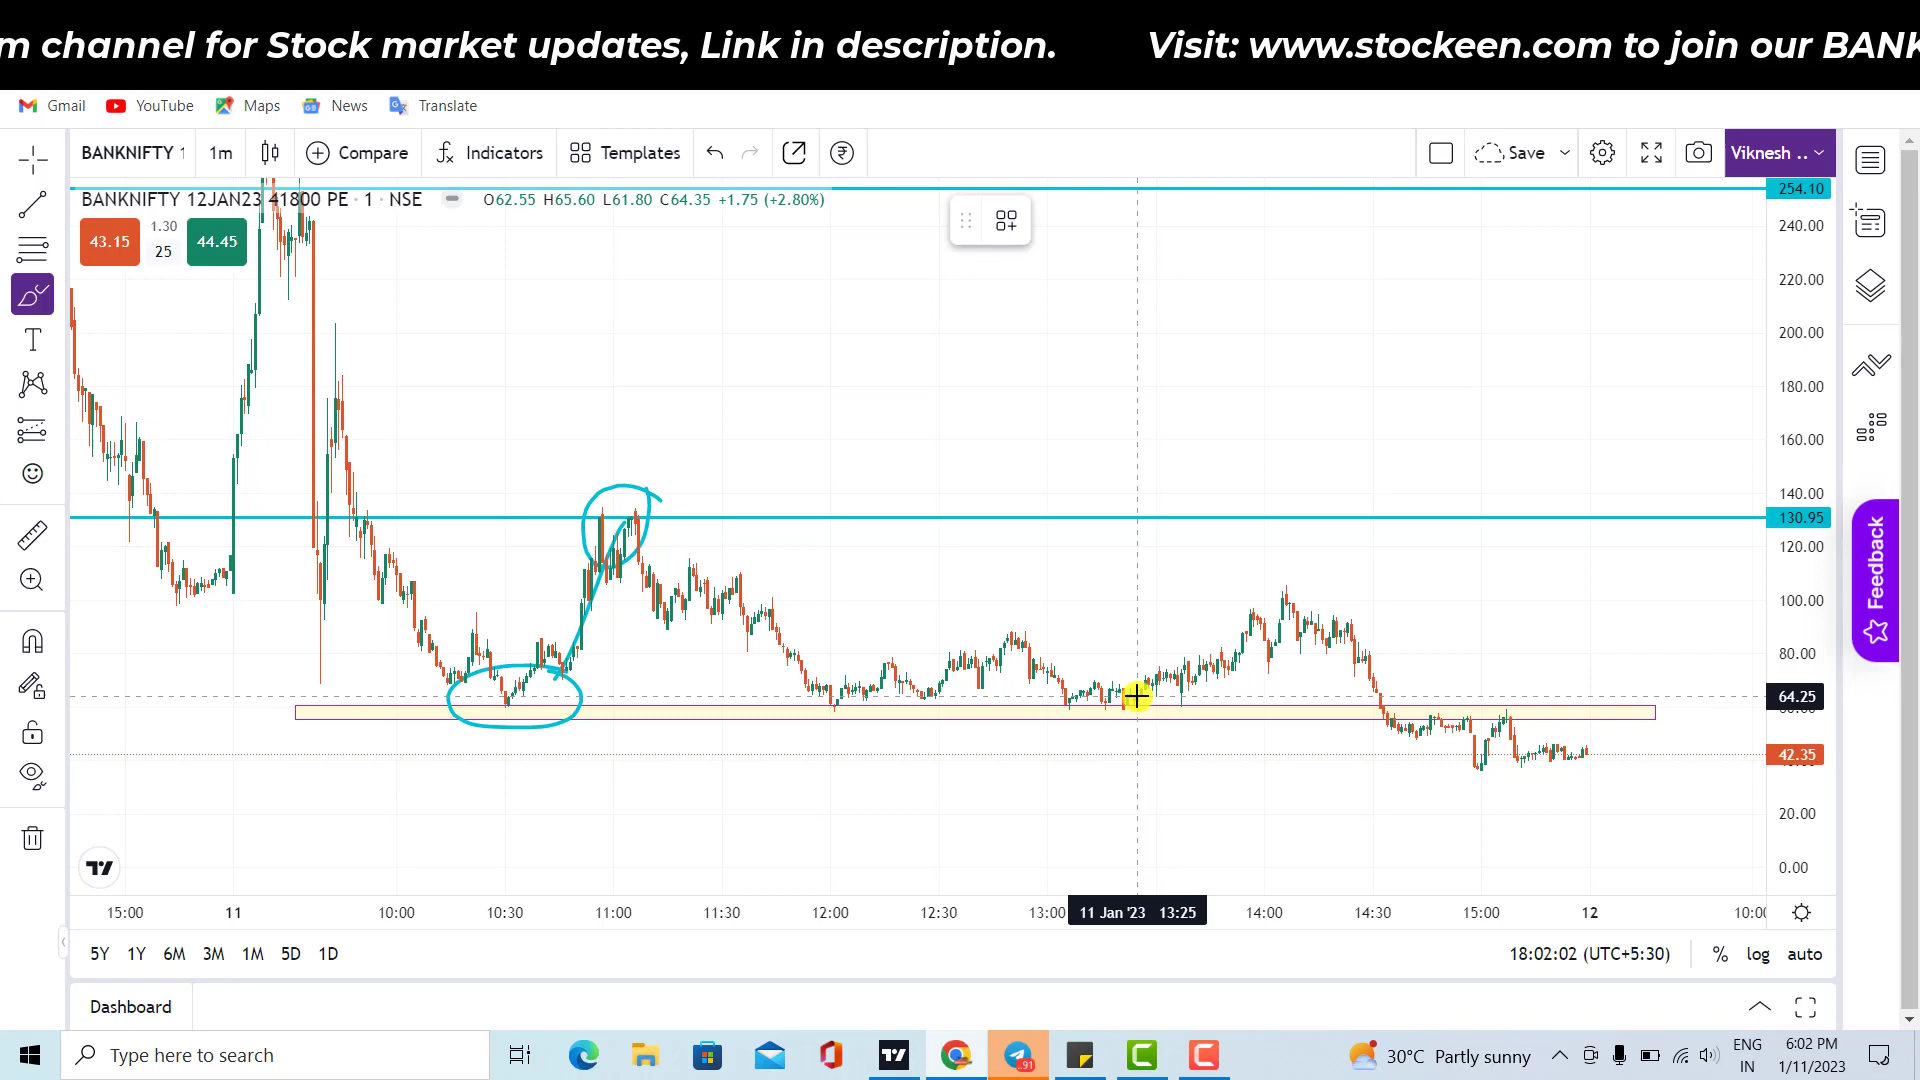 m channel for Stock market updates, Link in description. Visit: www.stockeen.com to join our BANK
Gmail YouTube Maps News Translate
BANKNIFTY 1 1m Compare Indicators Templates Save Viknesh ..
BANKNIFTY 12JAN23 41800 PE · 1 · NSE O62.55 H65.60 L61.80 C64.35 +1.75 (+2.80%)
43.15 1.30 25 44.45
254.10
240.00
220.00
200.00
180.00
160.00
140.00
130.95
120.00
100.00
80.00
64.25
42.35
20.00
0.00
Feedback
15:00 11 10:00 10:30 11:00 11:30 12:00 12:30 13:00 11 Jan '23 13:25 14:00 14:30 15:00 12 10:00
5Y 1Y 6M 3M 1M 5D 1D 18:02:02 (UTC+5:30) % log auto
Dashboard
Type here to search 91 30°C Partly sunny ENG 6:02 PM
IN 1/11/2023